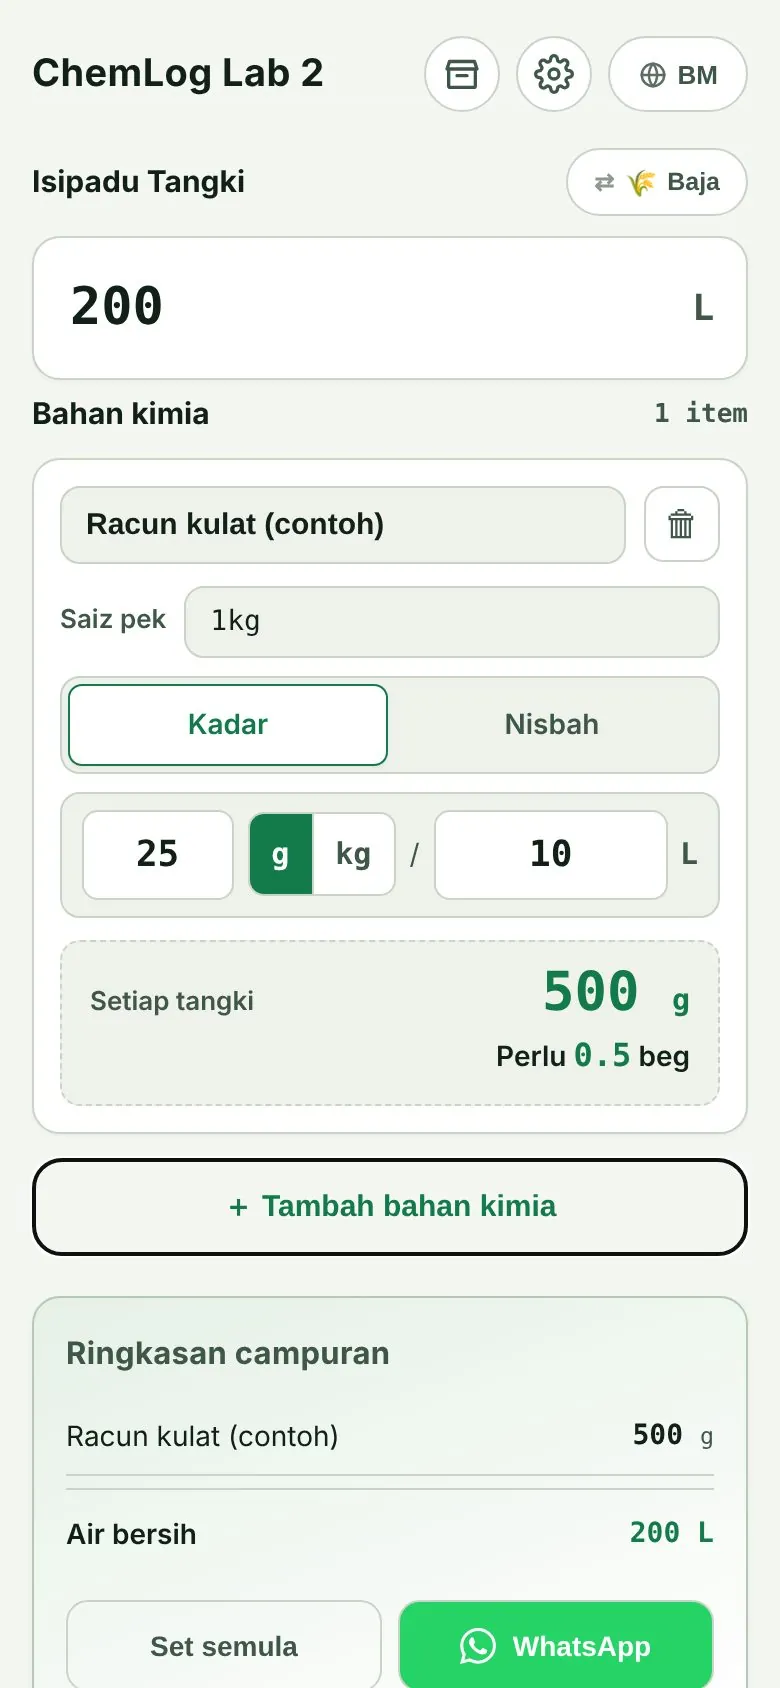 ChemLog Lab 2
BM
Isipadu Tangki
⇄ 🌾 Baja
200 L
Bahan kimia 1 item
Racun kulat (contoh)
Saiz pek 1kg
Kadar Nisbah
25 g kg / 10 L
Setiap tangki 500 g
Perlu 0.5 beg
+ Tambah bahan kimia
Ringkasan campuran
Racun kulat (contoh) 500 g
Air bersih 200 L
Set semula WhatsApp